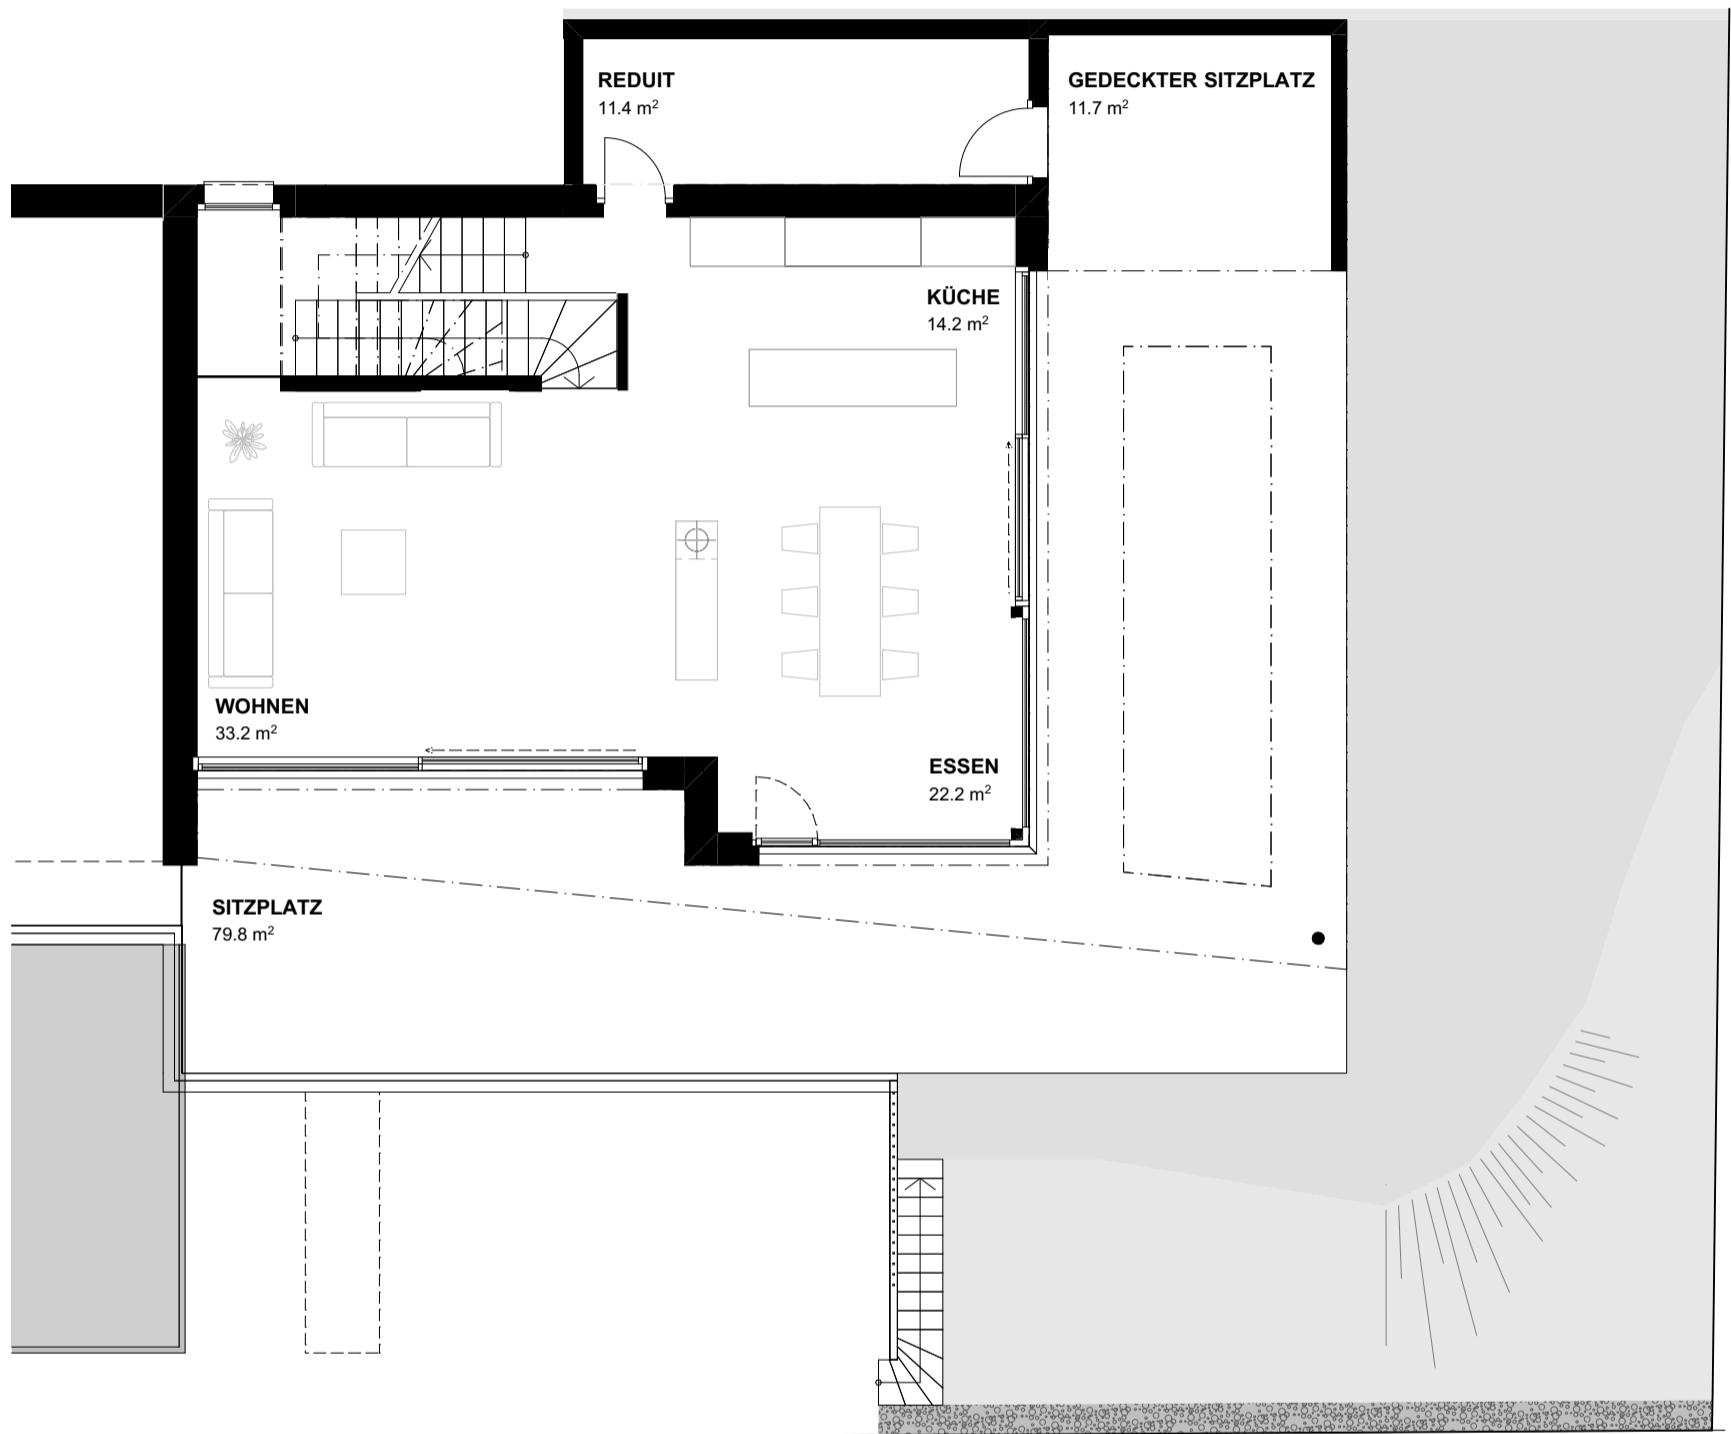 REDUIT
11.4 m²
GEDECKTER SITZPLATZ
11.7 m²
KÜCHE
14.2 m²
WOHNEN
33.2 m²
ESSEN
22.2 m²
SITZPLATZ
79.8 m²